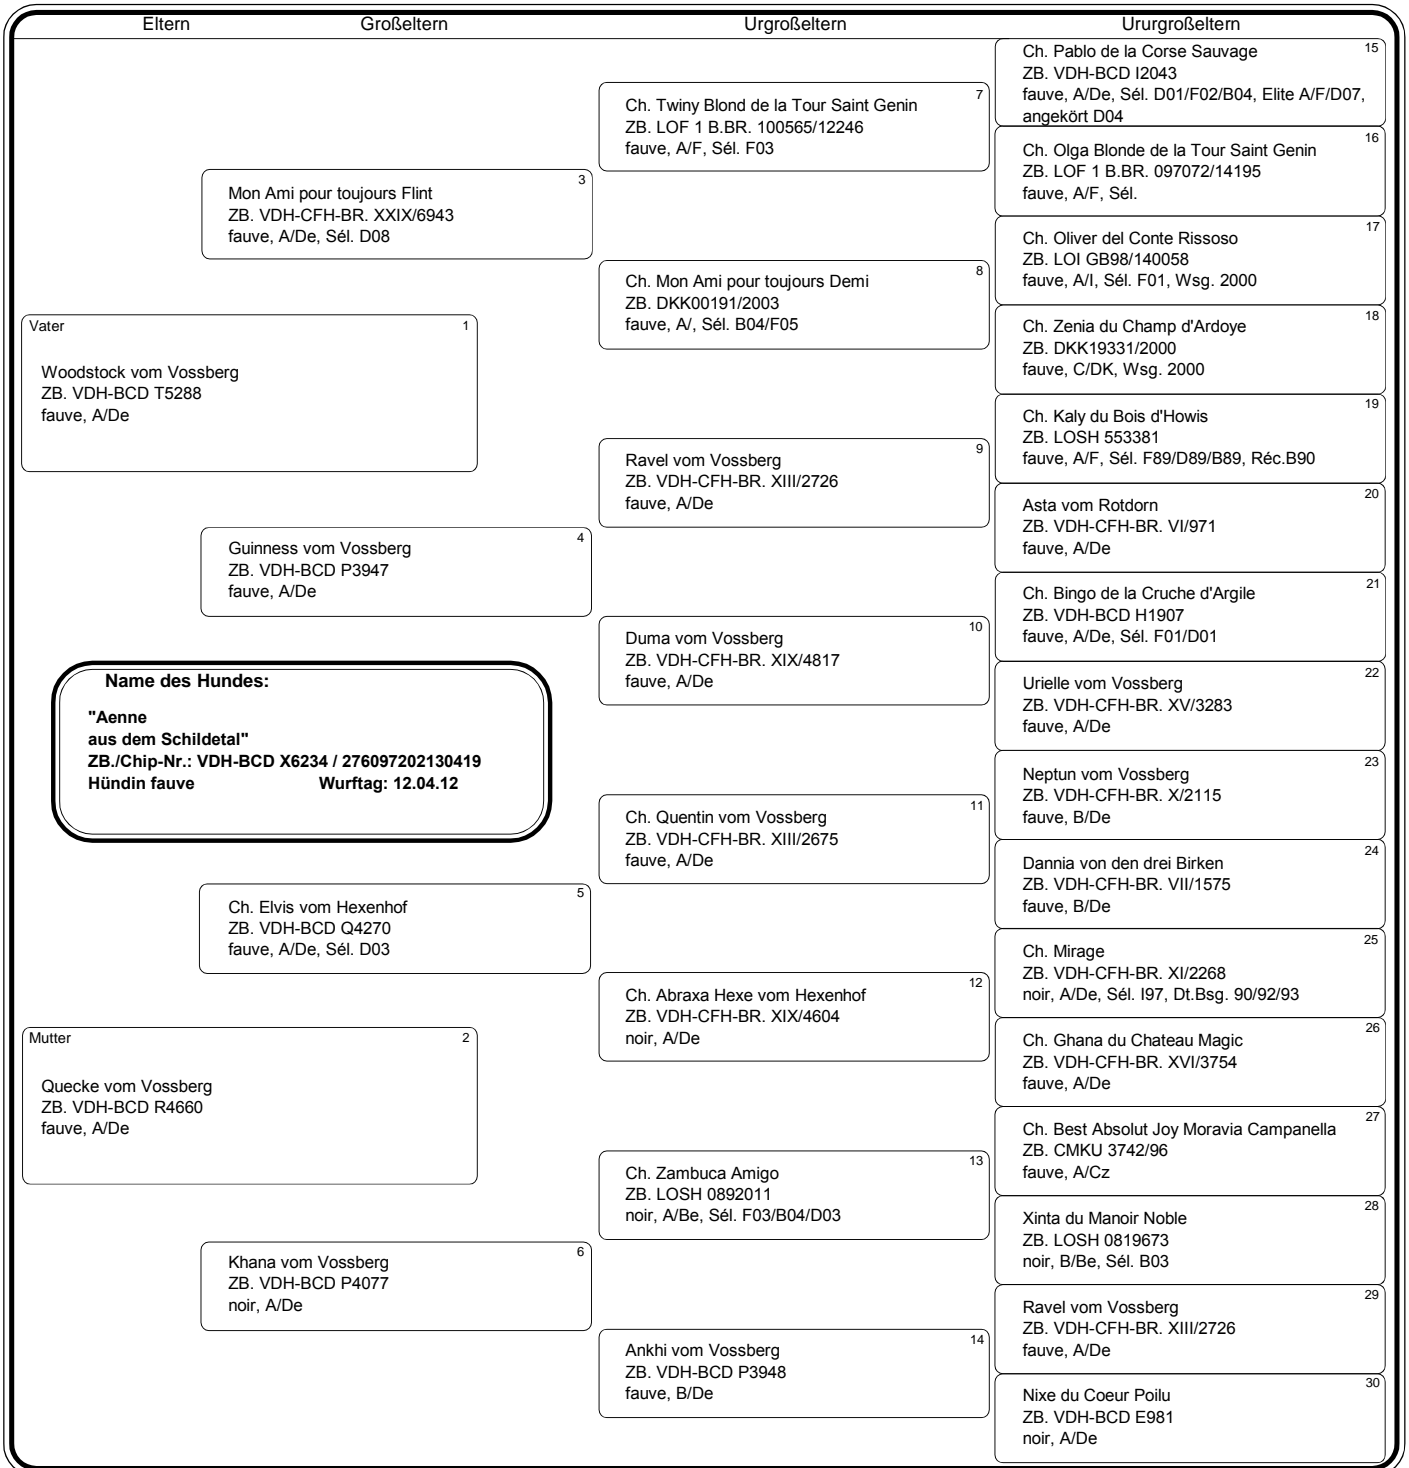 Eltern Großeltern Urgroßeltern Ururgroßeltern
Vater 1
Woodstock vom Vossberg
ZB. VDH-BCD T5288
fauve, A/De
Mutter 2
Quecke vom Vossberg
ZB. VDH-BCD R4660
fauve, A/De
Name des Hundes:
"Aenne
aus dem Schildetal"
ZB./Chip-Nr.: VDH-BCD X6234 / 276097202130419
Hündin fauve Wurftag: 12.04.12
3
Mon Ami pour toujours Flint
ZB. VDH-CFH-BR. XXIX/6943
fauve, A/De, Sél. D08
4
Guinness vom Vossberg
ZB. VDH-BCD P3947
fauve, A/De
5
Ch. Elvis vom Hexenhof
ZB. VDH-BCD Q4270
fauve, A/De, Sél. D03
6
Khana vom Vossberg
ZB. VDH-BCD P4077
noir, A/De
7
Ch. Twiny Blond de la Tour Saint Genin
ZB. LOF 1 B.BR. 100565/12246
fauve, A/F, Sél. F03
8
Ch. Mon Ami pour toujours Demi
ZB. DKK00191/2003
fauve, A/, Sél. B04/F05
9
Ravel vom Vossberg
ZB. VDH-CFH-BR. XIII/2726
fauve, A/De
10
Duma vom Vossberg
ZB. VDH-CFH-BR. XIX/4817
fauve, A/De
11
Ch. Quentin vom Vossberg
ZB. VDH-CFH-BR. XIII/2675
fauve, A/De
12
Ch. Abraxa Hexe vom Hexenhof
ZB. VDH-CFH-BR. XIX/4604
noir, A/De
13
Ch. Zambuca Amigo
ZB. LOSH 0892011
noir, A/Be, Sél. F03/B04/D03
14
Ankhi vom Vossberg
ZB. VDH-BCD P3948
fauve, B/De
15
Ch. Pablo de la Corse Sauvage
ZB. VDH-BCD I2043
fauve, A/De, Sél. D01/F02/B04, Elite A/F/D07,
angekört D04
16
Ch. Olga Blonde de la Tour Saint Genin
ZB. LOF 1 B.BR. 097072/14195
fauve, A/F, Sél.
17
Ch. Oliver del Conte Rissoso
ZB. LOI GB98/140058
fauve, A/I, Sél. F01, Wsg. 2000
18
Ch. Zenia du Champ d'Ardoye
ZB. DKK19331/2000
fauve, C/DK, Wsg. 2000
19
Ch. Kaly du Bois d'Howis
ZB. LOSH 553381
fauve, A/F, Sél. F89/D89/B89, Réc.B90
20
Asta vom Rotdorn
ZB. VDH-CFH-BR. VI/971
fauve, A/De
21
Ch. Bingo de la Cruche d'Argile
ZB. VDH-BCD H1907
fauve, A/De, Sél. F01/D01
22
Urielle vom Vossberg
ZB. VDH-CFH-BR. XV/3283
fauve, A/De
23
Neptun vom Vossberg
ZB. VDH-CFH-BR. X/2115
fauve, B/De
24
Dannia von den drei Birken
ZB. VDH-CFH-BR. VII/1575
fauve, B/De
25
Ch. Mirage
ZB. VDH-CFH-BR. XI/2268
noir, A/De, Sél. I97, Dt.Bsg. 90/92/93
26
Ch. Ghana du Chateau Magic
ZB. VDH-CFH-BR. XVI/3754
fauve, A/De
27
Ch. Best Absolut Joy Moravia Campanella
ZB. CMKU 3742/96
fauve, A/Cz
28
Xinta du Manoir Noble
ZB. LOSH 0819673
noir, B/Be, Sél. B03
29
Ravel vom Vossberg
ZB. VDH-CFH-BR. XIII/2726
fauve, A/De
30
Nixe du Coeur Poilu
ZB. VDH-BCD E981
noir, A/De